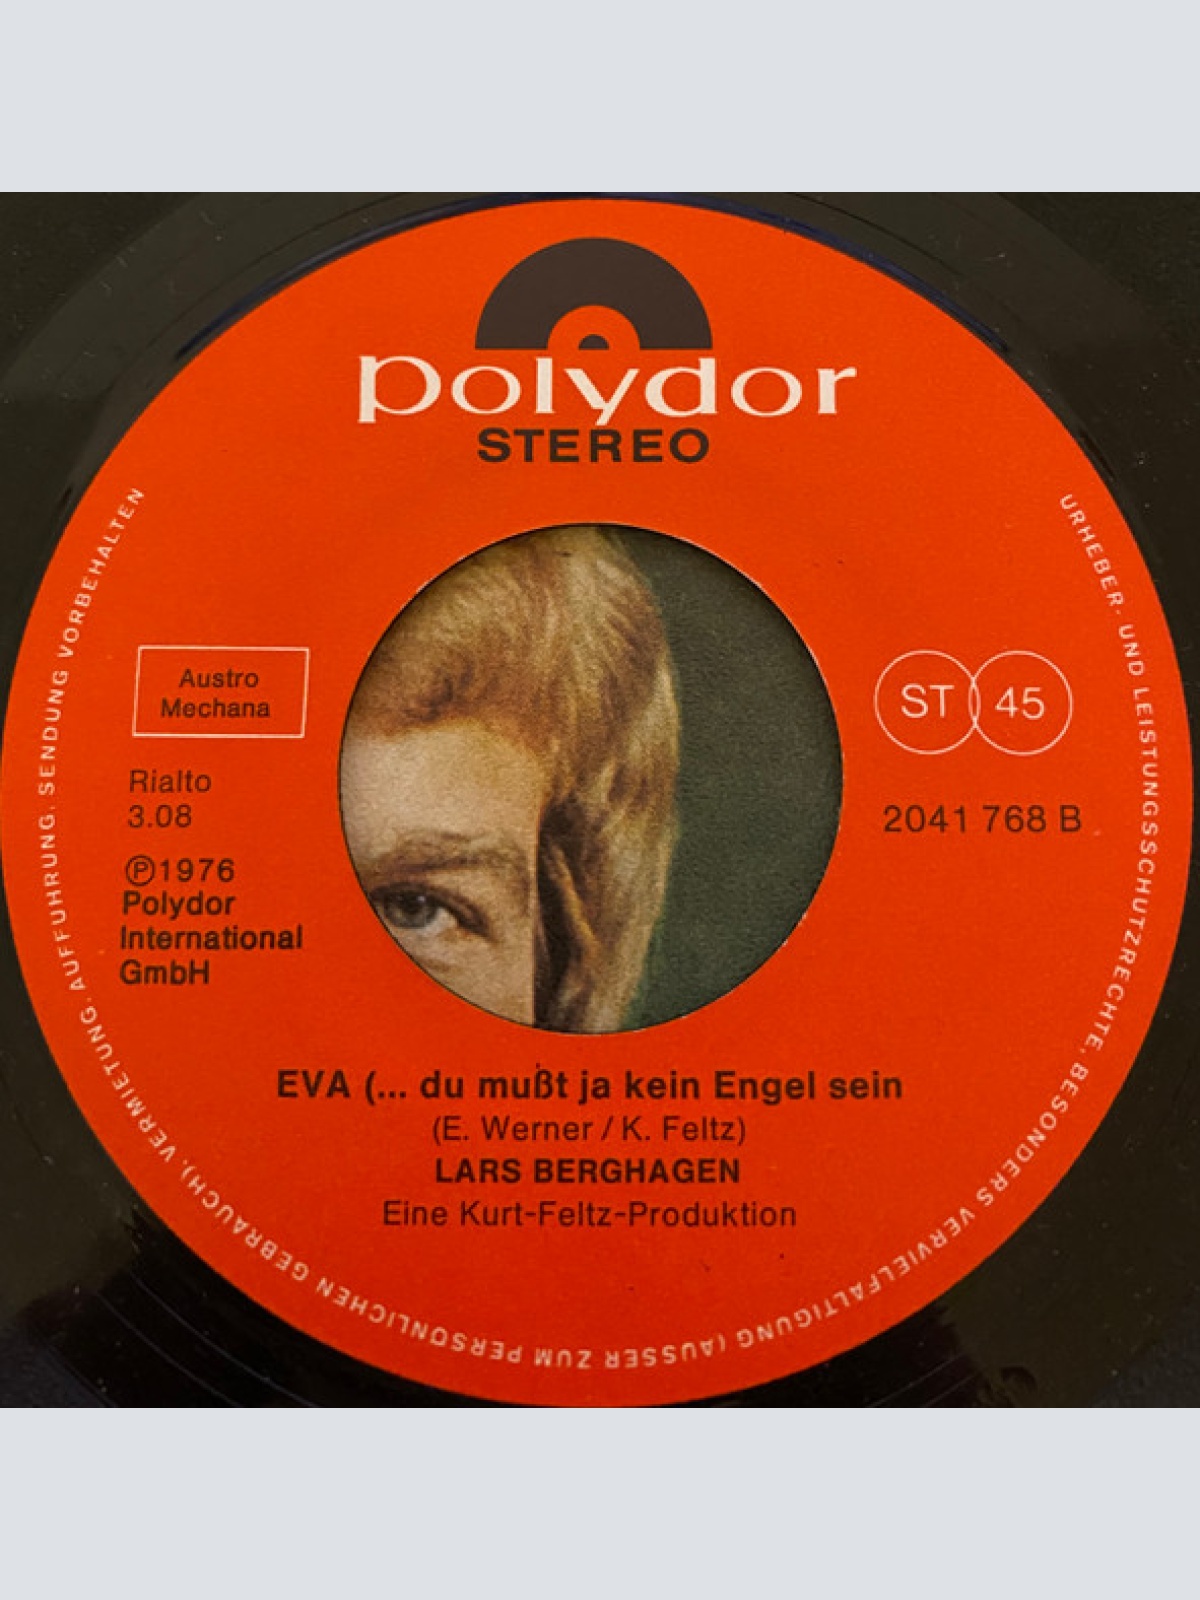 polydor
STEREO
Austro
Mechana
Rialto
3.08
Ⓟ1976
Polydor
International
GmbH
ST 45
2041 768 B
EVA (... du mußt ja kein Engel sein
(E. Werner / K. Feltz)
LARS BERGHAGEN
Eine Kurt-Feltz-Produktion
URHEBER- UND LEISTUNGSSCHUTZRECHTE, BESONDERS VERVIELFÄLTIGUNG (AUSSER ZUM PERSÖNLICHEN GEBRAUCH), VERMIETUNG, AUFFÜHRUNG, SENDUNG VORBEHALTEN